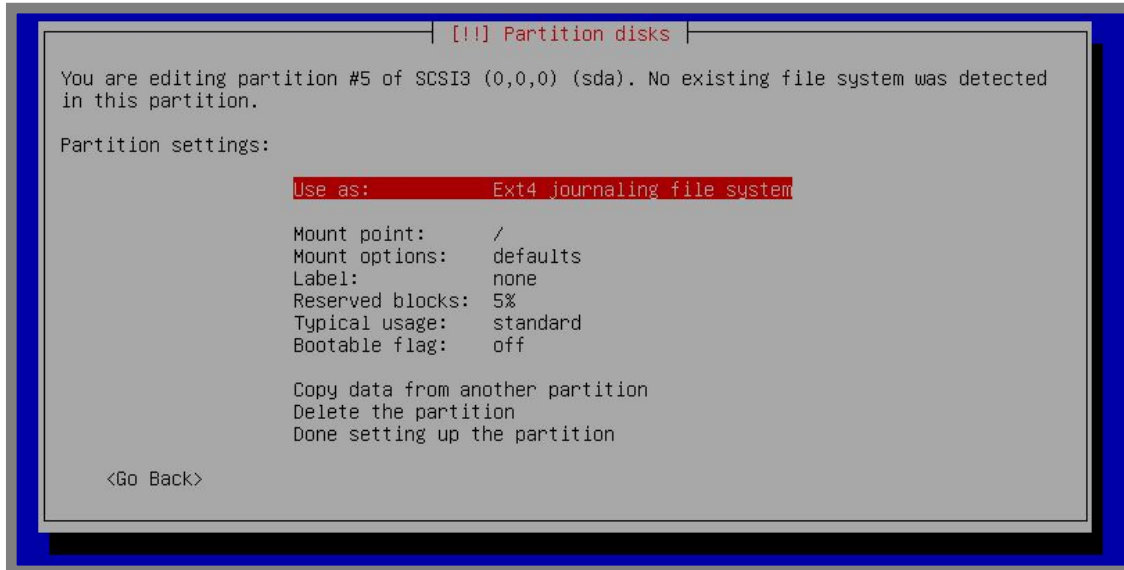 [!!] Partition disks
You are editing partition #5 of SCSI3 (0,0,0) (sda). No existing file system was detected
in this partition.
Partition settings:
Use as: Ext4 journaling file system
Mount point: /
Mount options: defaults
Label: none
Reserved blocks: 5%
Typical usage: standard
Bootable flag: off
Copy data from another partition
Delete the partition
Done setting up the partition
<Go Back>